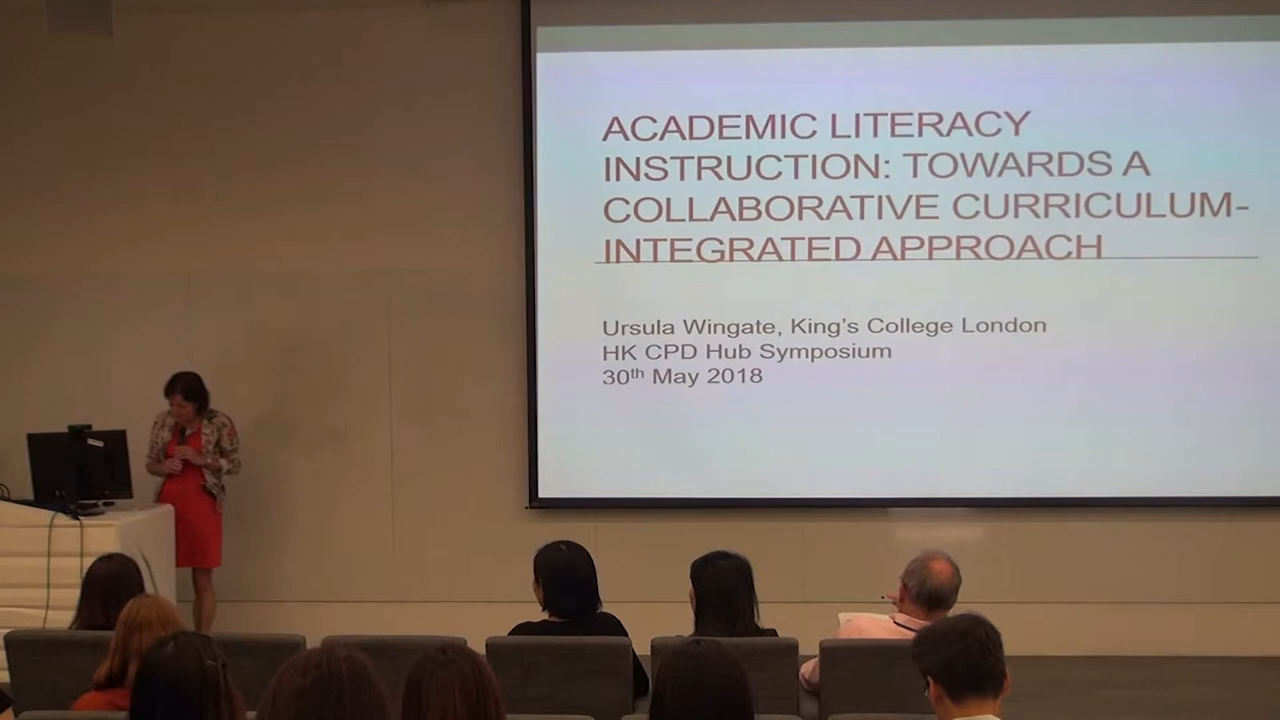 ACADEMIC LITERACY
INSTRUCTION: TOWARDS A
COLLABORATIVE CURRICULUM-
INTEGRATED APPROACH
Ursula Wingate, King's College London
HK CPD Hub Symposium
30th May 2018